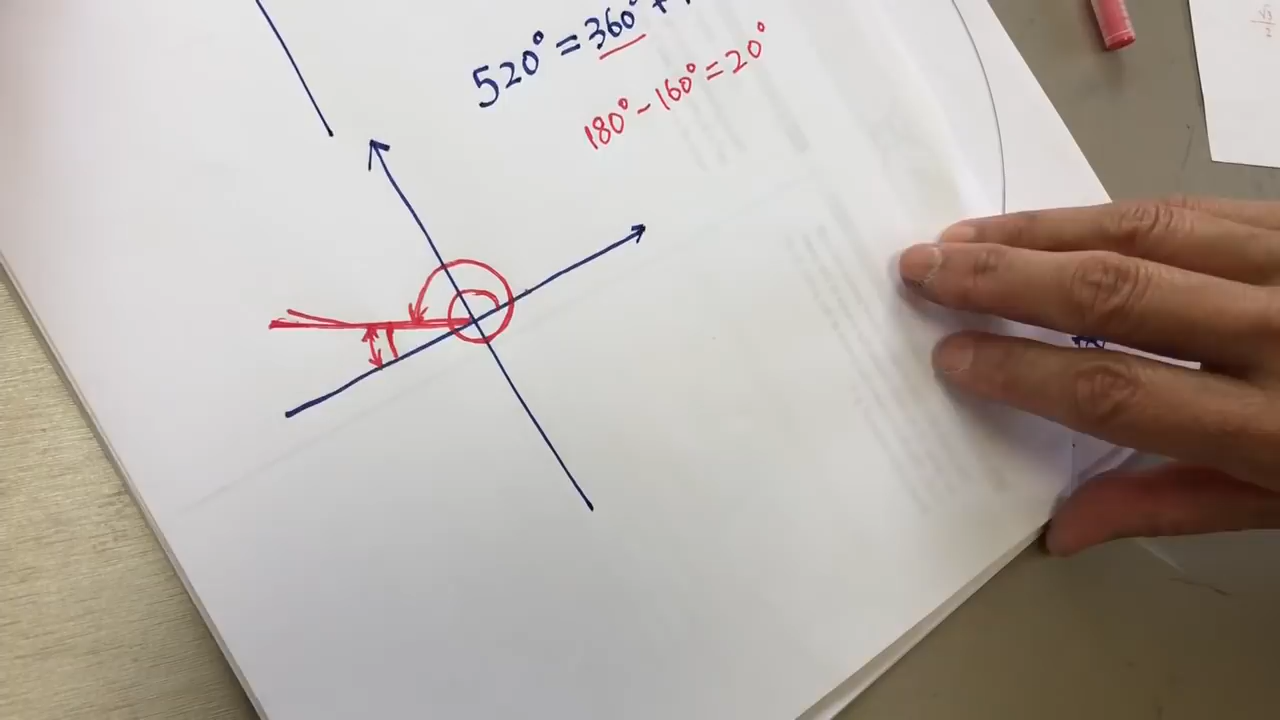 520° = 360° +
180° - 160° = 20°